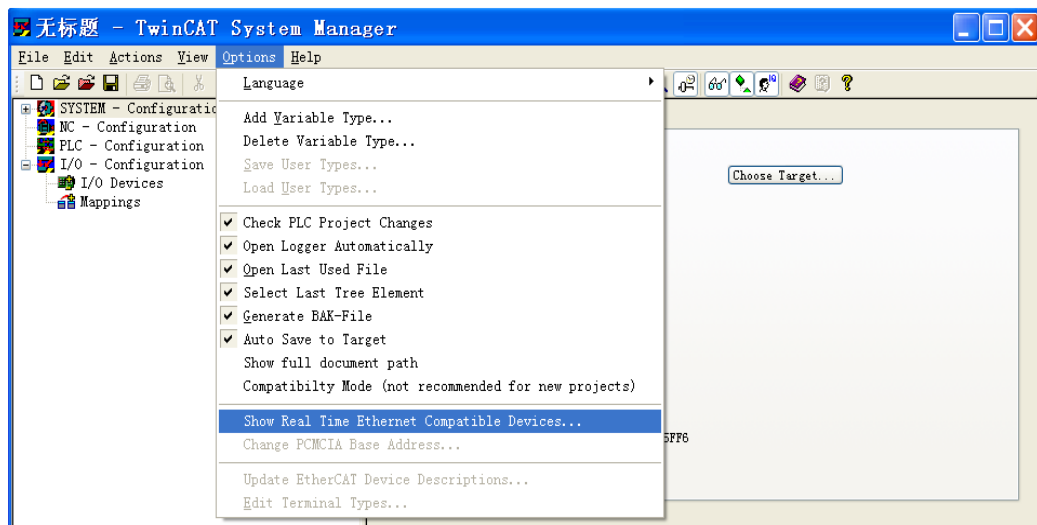 无标题 - TwinCAT System Manager
File Edit Actions View Options Help
SYSTEM - Configuratio
NC - Configuration
PLC - Configuration
I/O - Configuration
I/O Devices
Mappings
Language
Add Variable Type...
Delete Variable Type...
Save User Types...
Load User Types...
Check PLC Project Changes
Open Logger Automatically
Open Last Used File
Select Last Tree Element
Generate BAK-File
Auto Save to Target
Show full document path
Compatibilty Mode (not recommended for new projects)
Show Real Time Ethernet Compatible Devices...
Change PCMCIA Base Address...
Update EtherCAT Device Descriptions...
Edit Terminal Types...
Choose Target...
5FF6